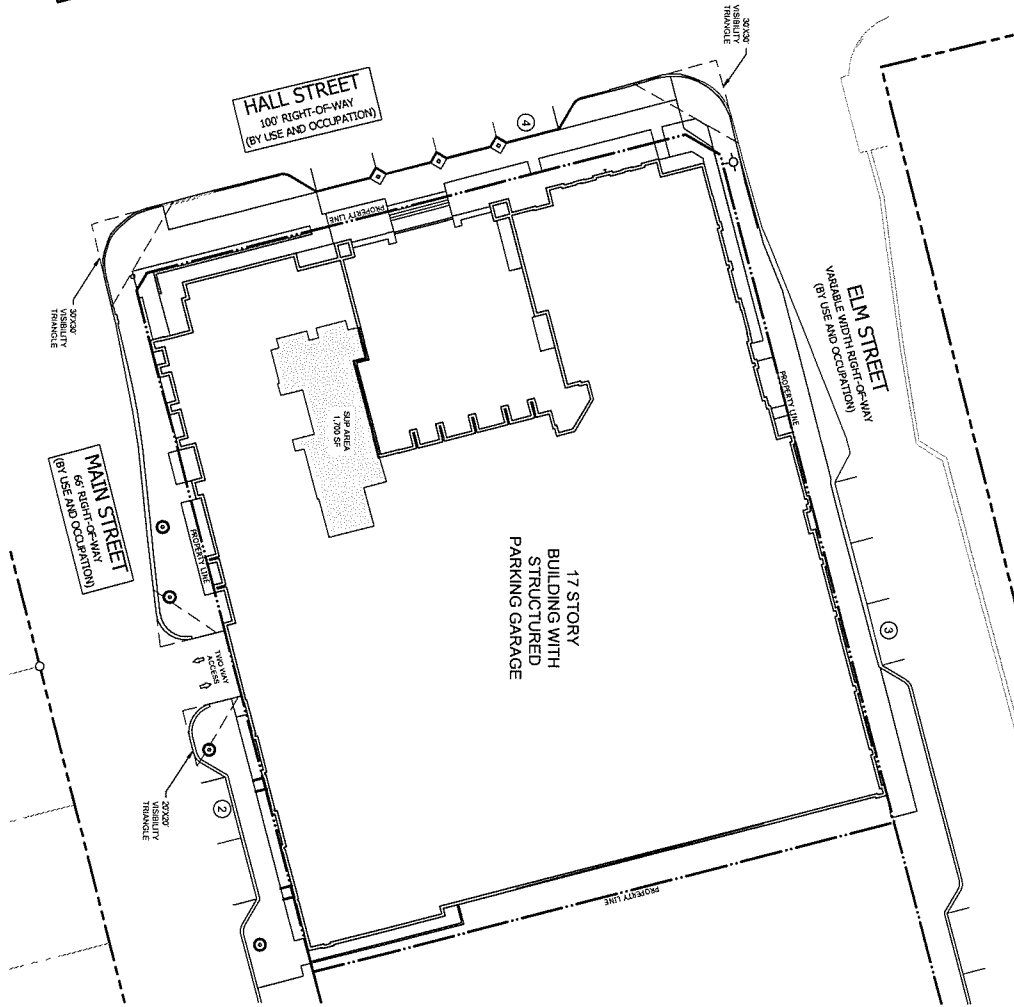 30'X30'
VISIBILITY
TRIANGLE
HALL STREET
100' RIGHT-OF-WAY
(BY USE AND OCCUPATION)
4
PROPERTY LINE
30'X30'
VISIBILITY
TRIANGLE
ELM STREET
VARIABLE WIDTH RIGHT-OF-WAY
(BY USE AND OCCUPATION)
PROPERTY LINE
SUP AREA
1,700 SF
MAIN STREET
66' RIGHT-OF-WAY
(BY USE AND OCCUPATION)
PROPERTY LINE
17 STORY
BUILDING WITH
STRUCTURED
PARKING GARAGE
3
TWO WAY
ACCESS
20'X20'
VISIBILITY
TRIANGLE
2
PROPERTY LINE